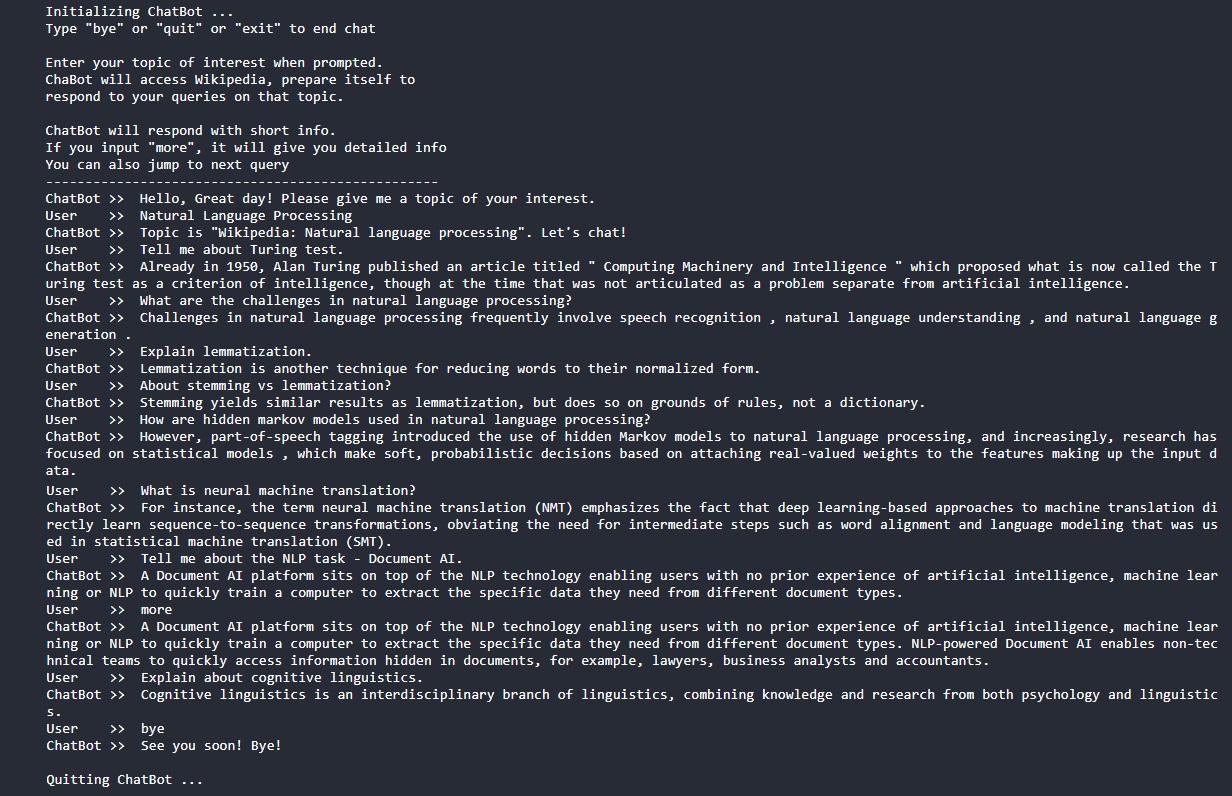 Initializing ChatBot ...
Type "bye" or "quit" or "exit" to end chat
Enter your topic of interest when prompted.
ChaBot will access Wikipedia, prepare itself to
respond to your queries on that topic.
ChatBot will respond with short info.
If you input "more", it will give you detailed info
You can also jump to next query
--------------------------------------------------
ChatBot >>  Hello, Great day! Please give me a topic of your interest.
User    >>  Natural Language Processing
ChatBot >>  Topic is "Wikipedia: Natural language processing". Let's chat!
User    >>  Tell me about Turing test.
ChatBot >>  Already in 1950, Alan Turing published an article titled " Computing Machinery and Intelligence " which proposed what is now called the T
uring test as a criterion of intelligence, though at the time that was not articulated as a problem separate from artificial intelligence.
User    >>  What are the challenges in natural language processing?
ChatBot >>  Challenges in natural language processing frequently involve speech recognition , natural language understanding , and natural language g
eneration .
User    >>  Explain lemmatization.
ChatBot >>  Lemmatization is another technique for reducing words to their normalized form.
User    >>  About stemming vs lemmatization?
ChatBot >>  Stemming yields similar results as lemmatization, but does so on grounds of rules, not a dictionary.
User    >>  How are hidden markov models used in natural language processing?
ChatBot >>  However, part-of-speech tagging introduced the use of hidden Markov models to natural language processing, and increasingly, research has
focused on statistical models , which make soft, probabilistic decisions based on attaching real-valued weights to the features making up the input d
ata.
User    >>  What is neural machine translation?
ChatBot >>  For instance, the term neural machine translation (NMT) emphasizes the fact that deep learning-based approaches to machine translation di
rectly learn sequence-to-sequence transformations, obviating the need for intermediate steps such as word alignment and language modeling that was us
ed in statistical machine translation (SMT).
User    >>  Tell me about the NLP task - Document AI.
ChatBot >>  A Document AI platform sits on top of the NLP technology enabling users with no prior experience of artificial intelligence, machine lear
ning or NLP to quickly train a computer to extract the specific data they need from different document types.
User    >>  more
ChatBot >>  A Document AI platform sits on top of the NLP technology enabling users with no prior experience of artificial intelligence, machine lear
ning or NLP to quickly train a computer to extract the specific data they need from different document types. NLP-powered Document AI enables non-tec
hnical teams to quickly access information hidden in documents, for example, lawyers, business analysts and accountants.
User    >>  Explain about cognitive linguistics.
ChatBot >>  Cognitive linguistics is an interdisciplinary branch of linguistics, combining knowledge and research from both psychology and linguistic
s.
User    >>  bye
ChatBot >>  See you soon! Bye!
Quitting ChatBot ...